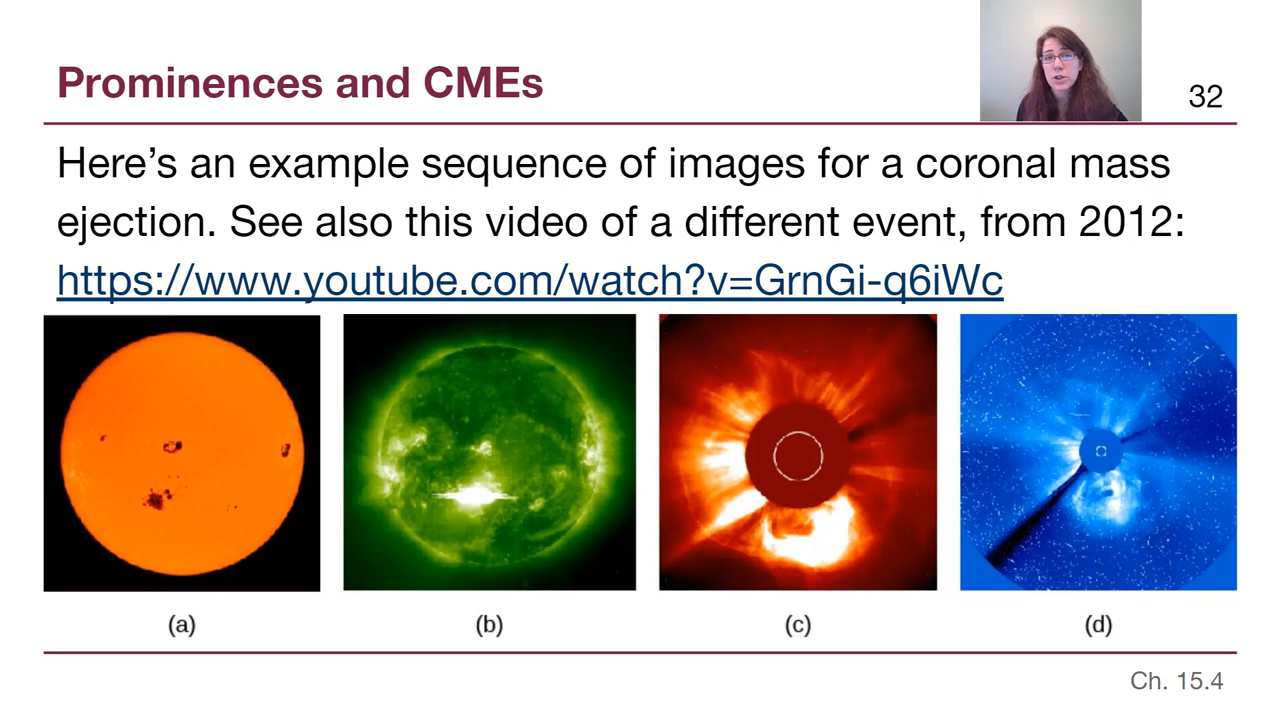 Prominences and CMEs
32
Here’s an example sequence of images for a coronal mass
ejection. See also this video of a different event, from 2012:
https://www.youtube.com/watch?v=GrnGi-q6iWc
(a)
(b)
(c)
(d)
Ch. 15.4